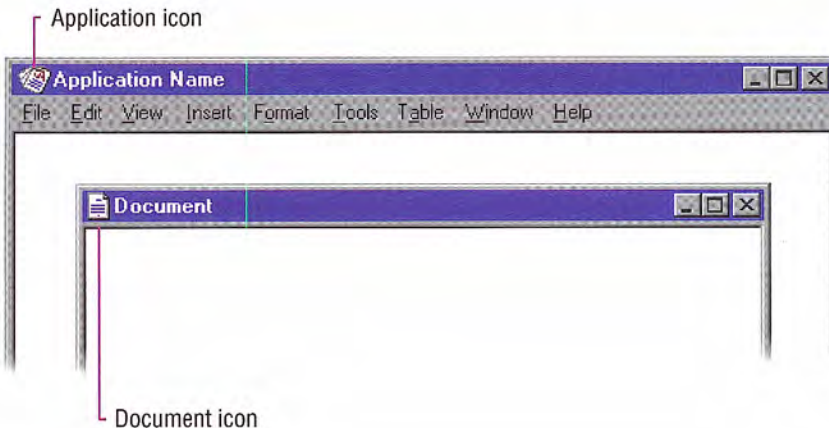 Application icon
Application Name
File Edit View Insert Format Tools Table Window Help
Document
Document icon